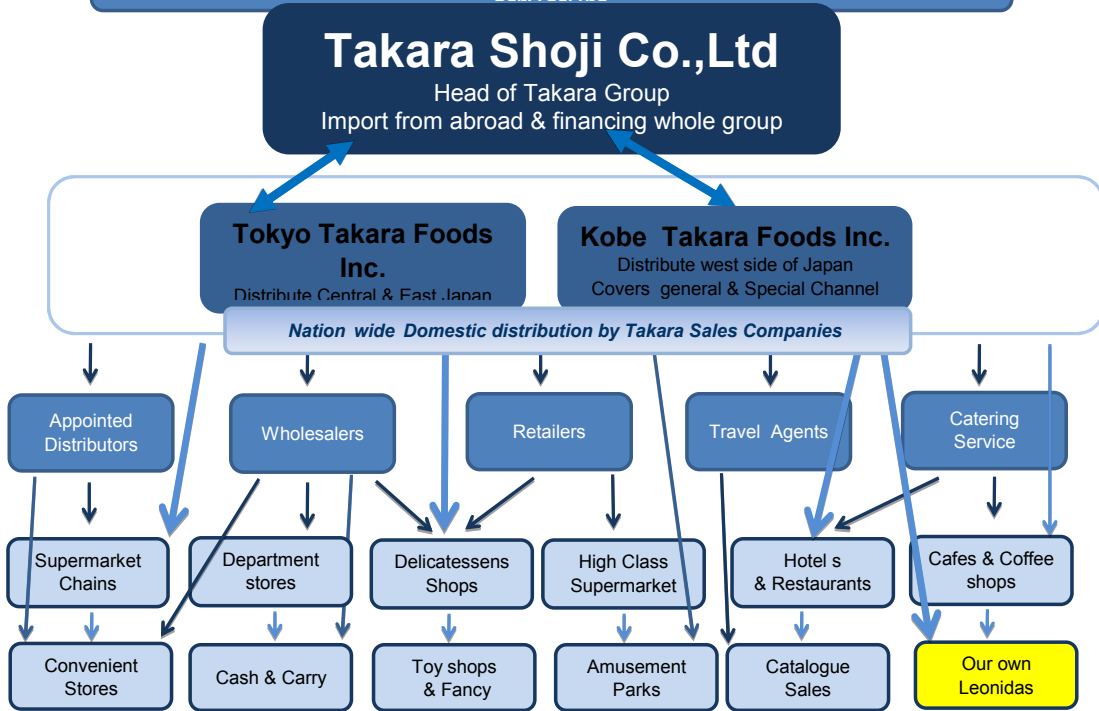 Takara Shoji Co.,Ltd
Head of Takara Group
Import from abroad & financing whole group
Tokyo Takara Foods
Inc.
Distribute Central & East Japan
Kobe Takara Foods Inc.
Distribute west side of Japan
Covers general & Special Channel
Nation wide Domestic distribution by Takara Sales Companies
Appointed
Distributors
Wholesalers
Retailers
Travel Agents
Catering
Service
Supermarket
Chains
Department
stores
Delicatessens
Shops
High Class
Supermarket
Hotel s
& Restaurants
Cafes & Coffee
shops
Convenient
Stores
Cash & Carry
Toy shops
& Fancy
Amusement
Parks
Catalogue
Sales
Our own
Leonidas